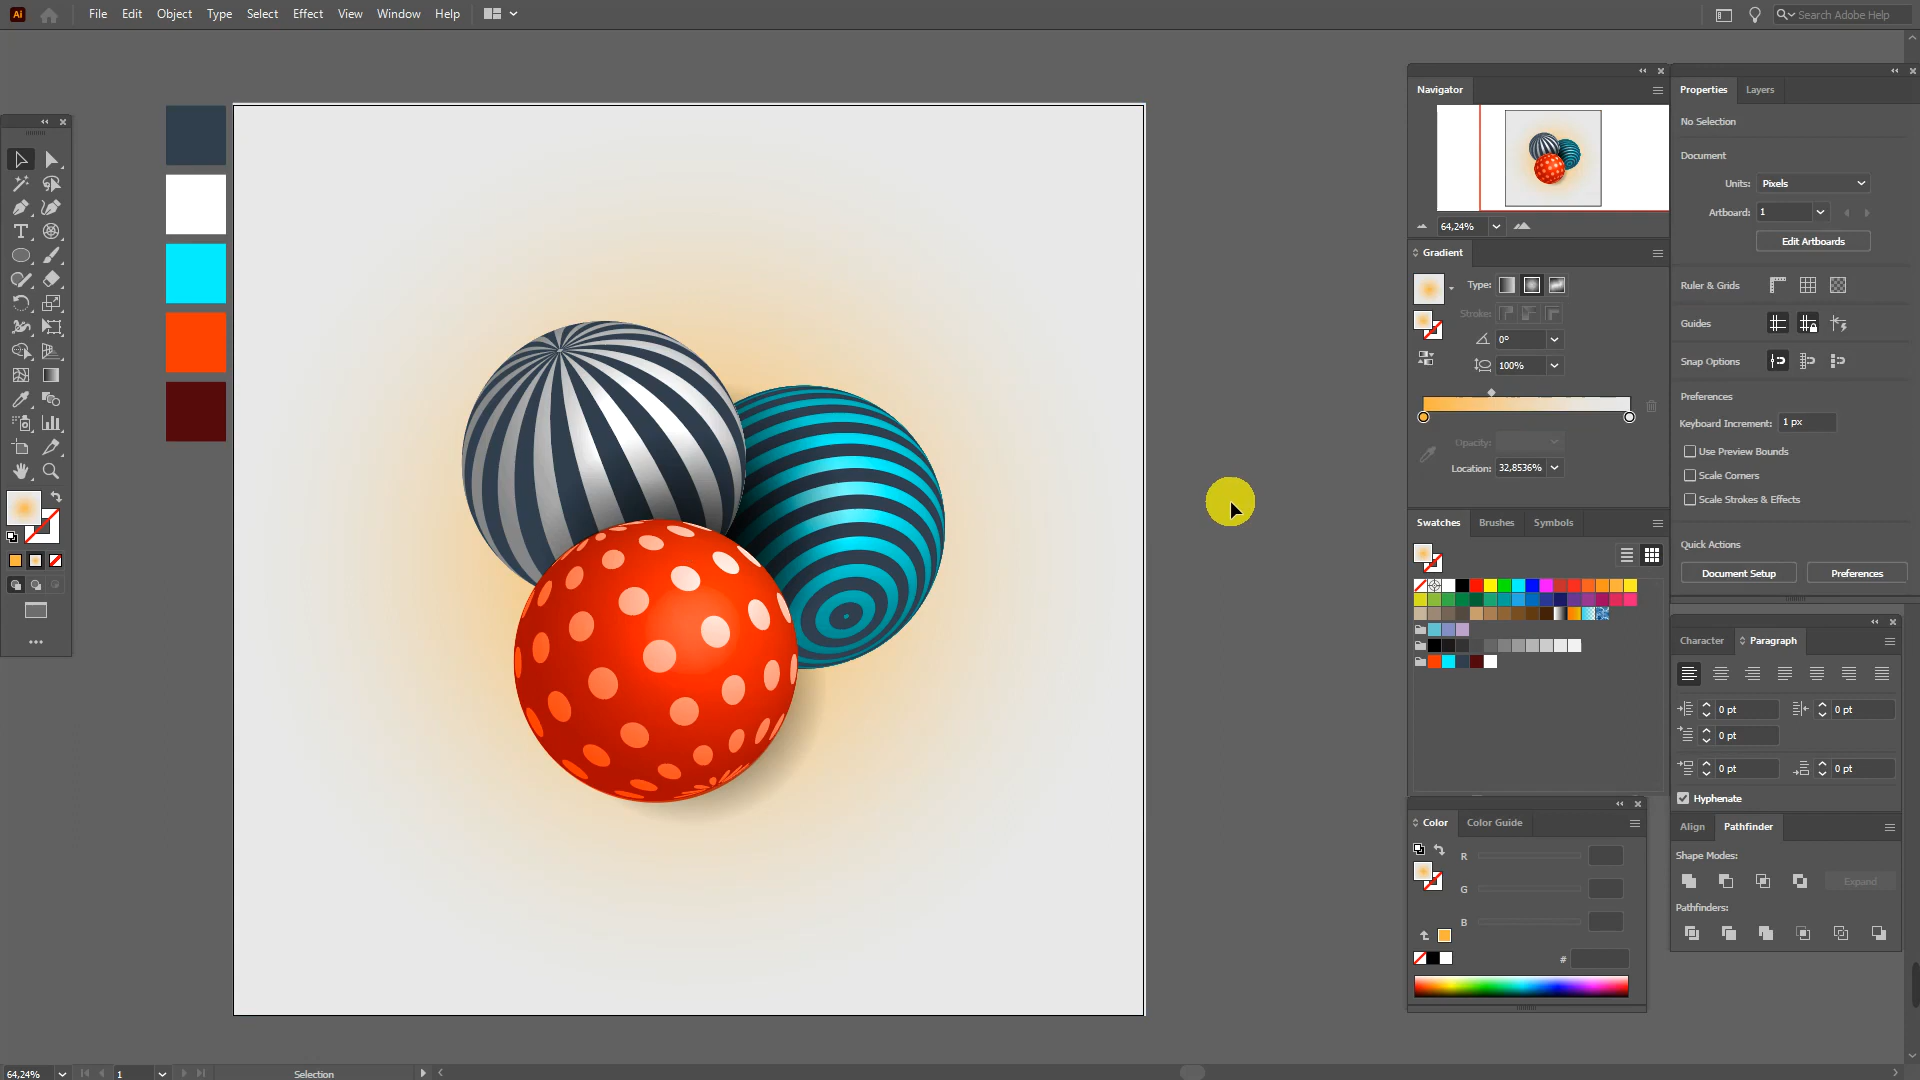 Ai File Edit Object Type Select Effect View Window Help Search Adobe Help
Navigator
64,24%
Gradient
Type:
Stroke:
0°
100%
Opacity:
Location: 32,8536%
Swatches Brushes Symbols
Color Color Guide
R
G
B
#
Properties Layers
No Selection
Document
Units: Pixels
Artboard: 1
Edit Artboards
Ruler & Grids
Guides
Snap Options
Preferences
Keyboard Increment: 1 px
Use Preview Bounds
Scale Corners
Scale Strokes & Effects
Quick Actions
Document Setup Preferences
Character Paragraph
0 pt 0 pt
0 pt
0 pt 0 pt
Hyphenate
Align Pathfinder
Shape Modes:
Expand
Pathfinders:
64,24% 1 Selection